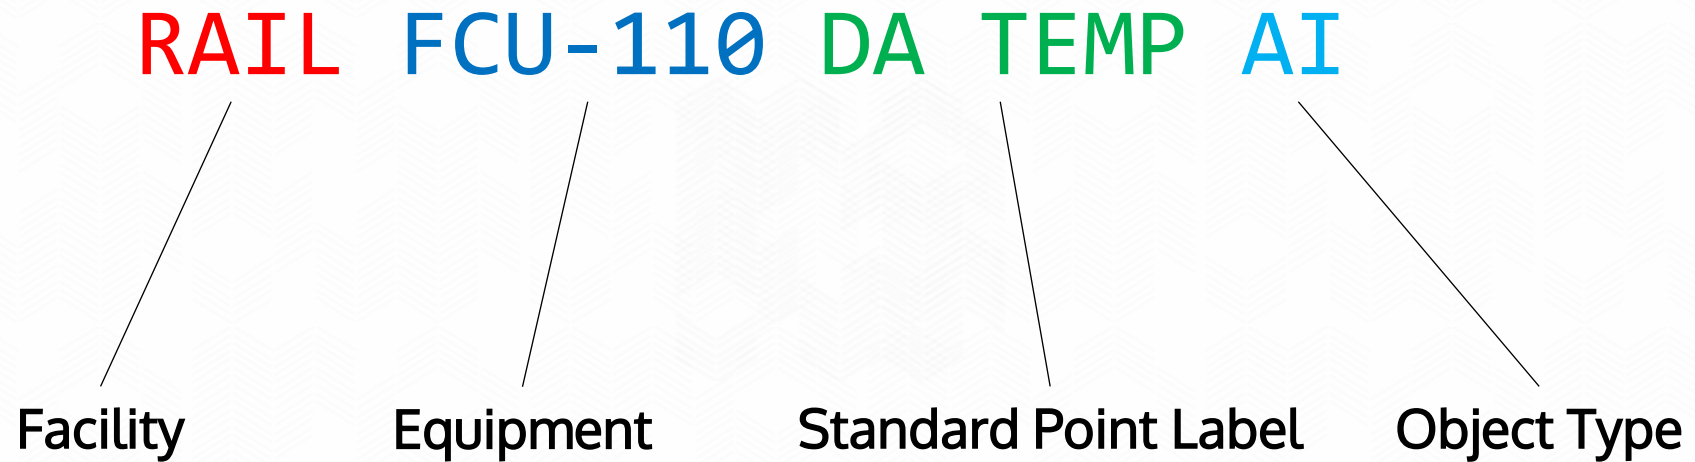 RAIL FCU-110 DA TEMP AI
Facility Equipment Standard Point Label Object Type